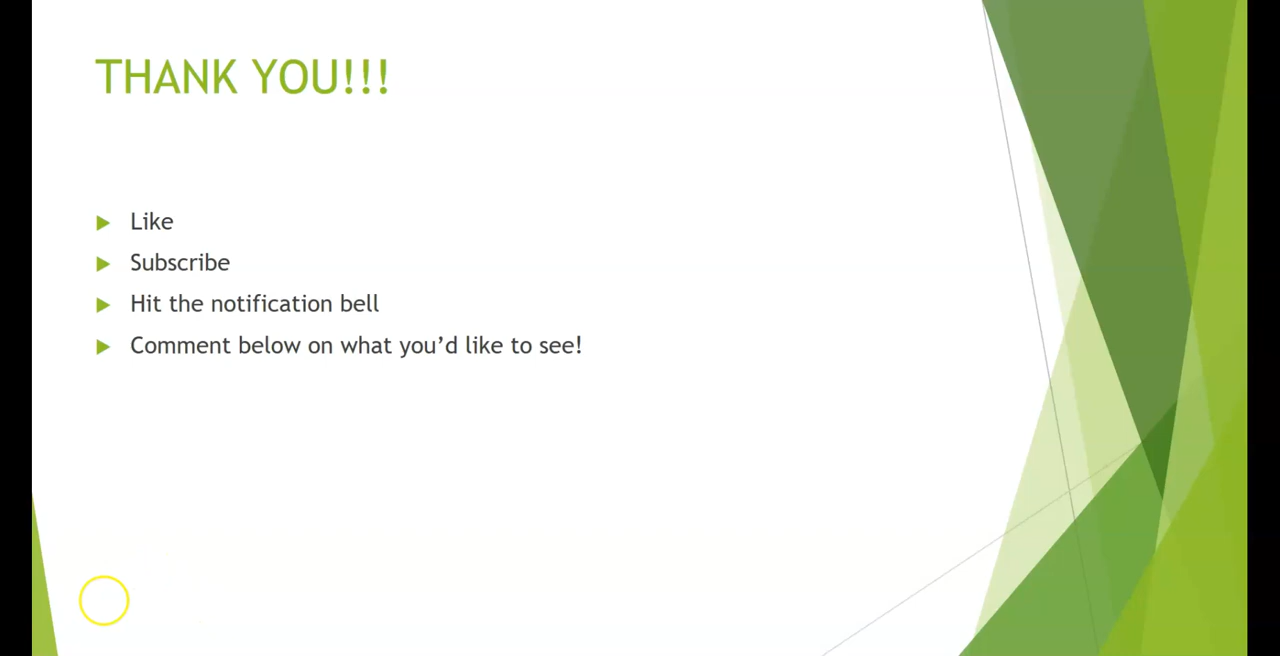 THANK YOU!!!
Like
Subscribe
Hit the notification bell
Comment below on what you’d like to see!